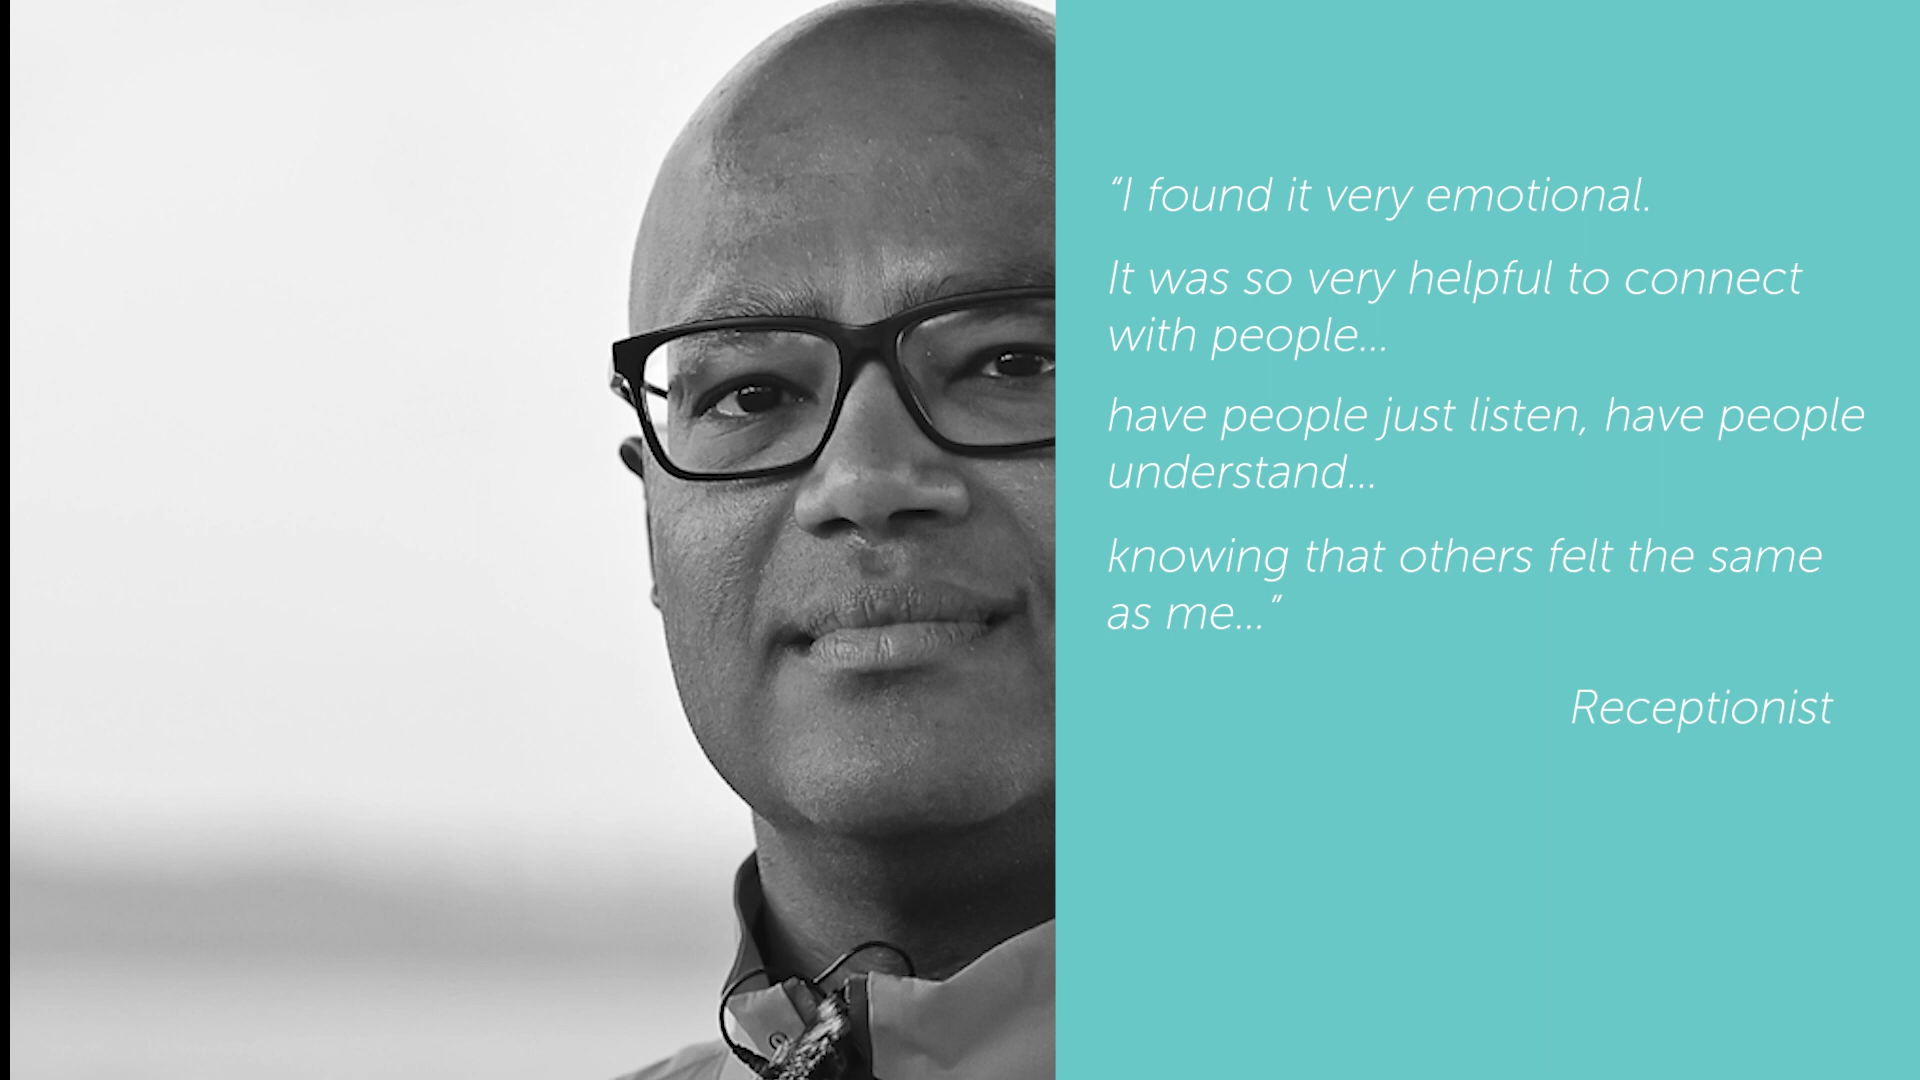 “I found it very emotional.
It was so very helpful to connect
with people...
have people just listen, have people
understand...
knowing that others felt the same
as me...”
Receptionist